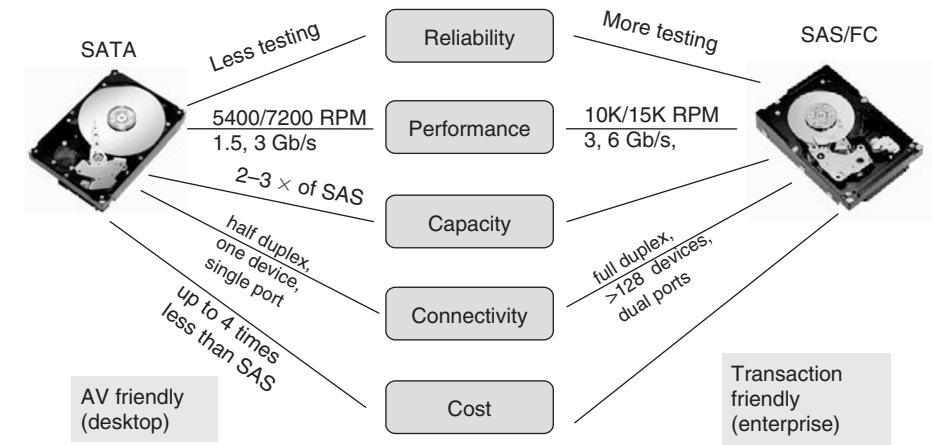 Reliability
SATA
Less testing
More testing
SAS/FC
5400/7200 RPM
1.5, 3 Gb/s
Performance
10K/15K RPM
3, 6 Gb/s,
2–3 × of SAS
Capacity
half duplex,
one device,
single port
full duplex,
>128 devices,
dual ports
Connectivity
up to 4 times
less than SAS
Cost
AV friendly
(desktop)
Transaction
friendly
(enterprise)